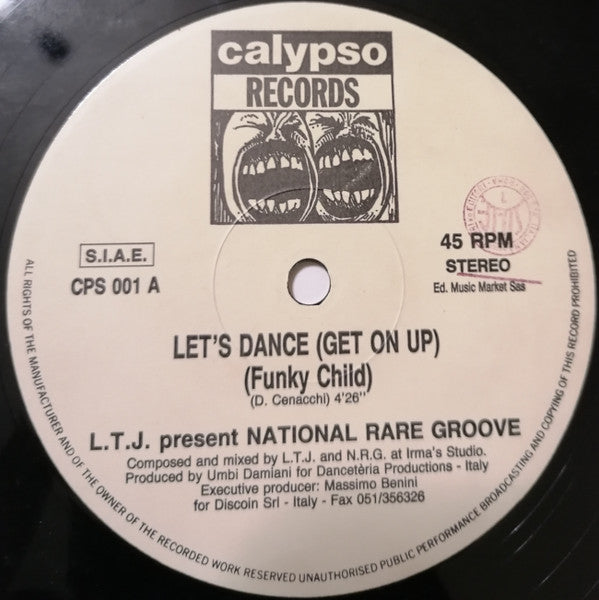 calypso
RECORDS
S.I.A.E.
CPS 001 A
45 RPM
STEREO
Ed. Music Market Sas
LET'S DANCE (GET ON UP)
(Funky Child)
(D. Cenacchi) 4'26"
L.T.J. present NATIONAL RARE GROOVE
Composed and mixed by L.T.J. and N.R.G. at Irma's Studio.
Produced by Umbi Damiani for Dancetèria Productions - Italy
Executive producer: Massimo Benini
for Discoin Srl - Italy - Fax 051/356326
ALL RIGHTS OF THE MANUFACTURER AND OF THE OWNER OF THE RECORDED WORK RESERVED UNAUTHORISED PUBLIC PERFORMANCE BROADCASTING AND COPYING OF THIS RECORD PROHIBITED